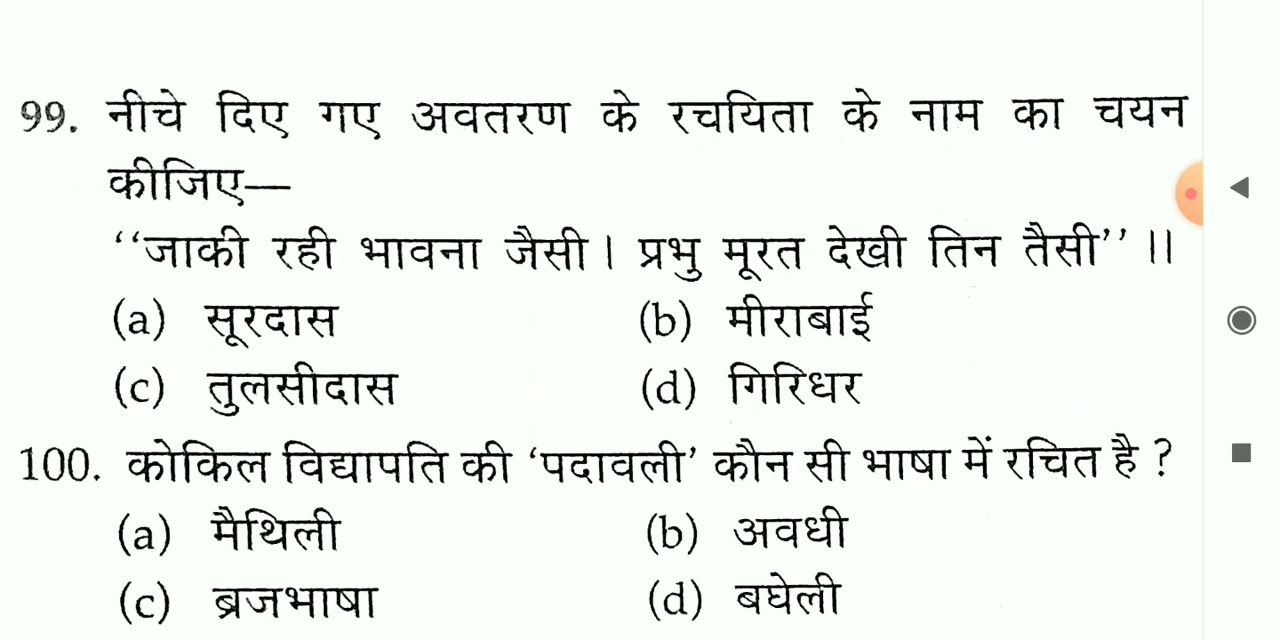 99. नीचे दिए गए अवतरण के रचयिता के नाम का चयन
कीजिए—
‘‘जाकी रही भावना जैसी। प्रभु मूरत देखी तिन तैसी’’ ॥
(a) सूरदास (b) मीराबाई
(c) तुलसीदास (d) गिरिधर
100. कोकिल विद्यापति की ‘पदावली’ कौन सी भाषा में रचित है ?
(a) मैथिली (b) अवधी
(c) ब्रजभाषा (d) बघेली